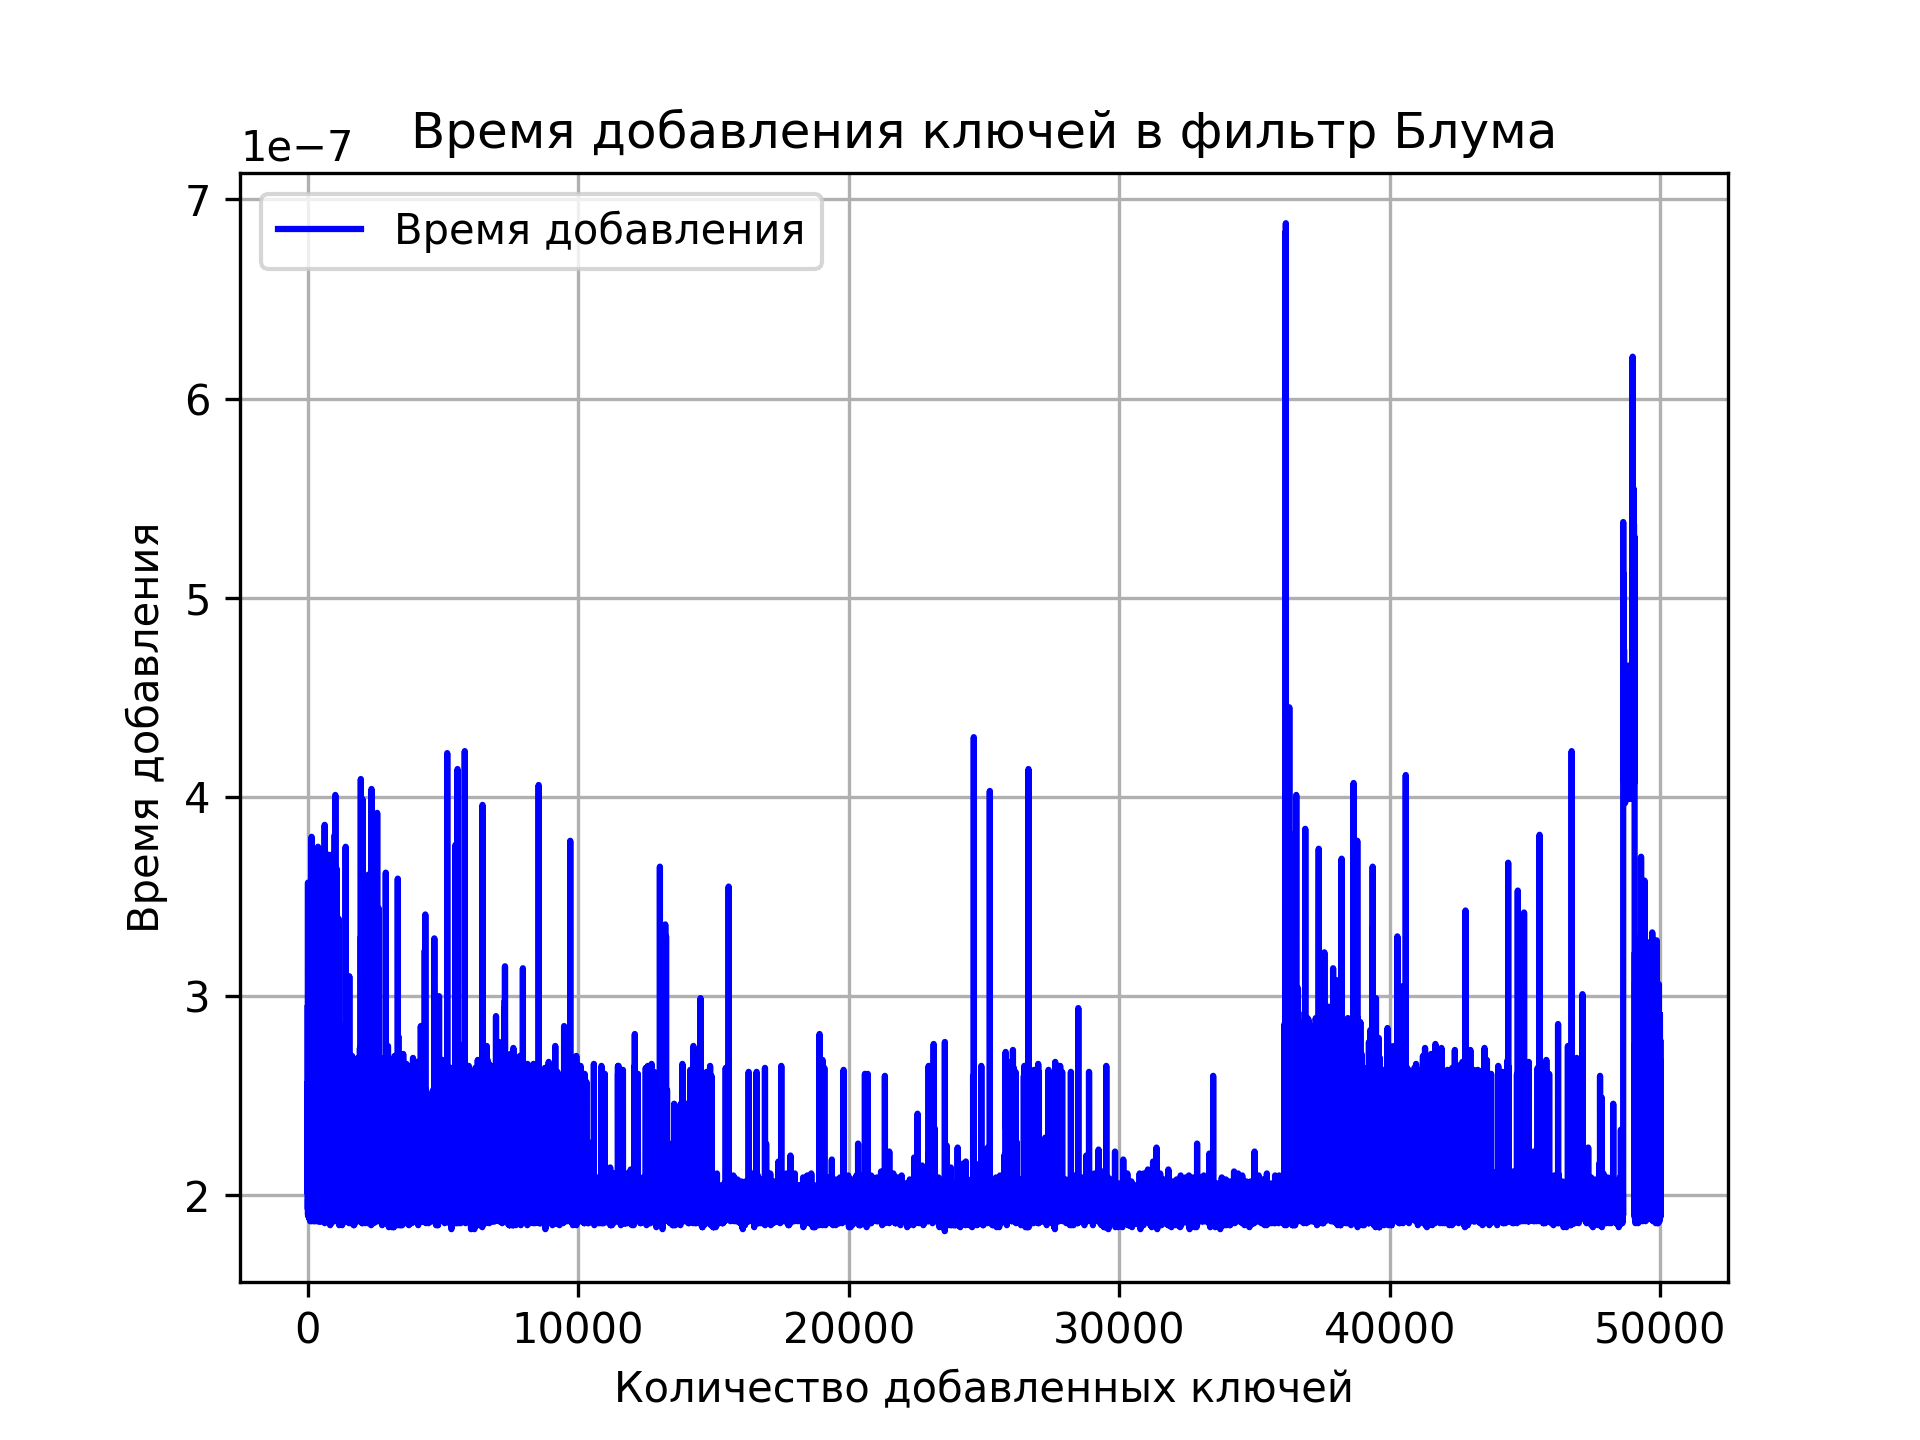 Время добавления ключей в фильтр Блума
1e−7
Время добавления
7
6
5
4
3
2
Время добавления
0 10000 20000 30000 40000 50000
Количество добавленных ключей